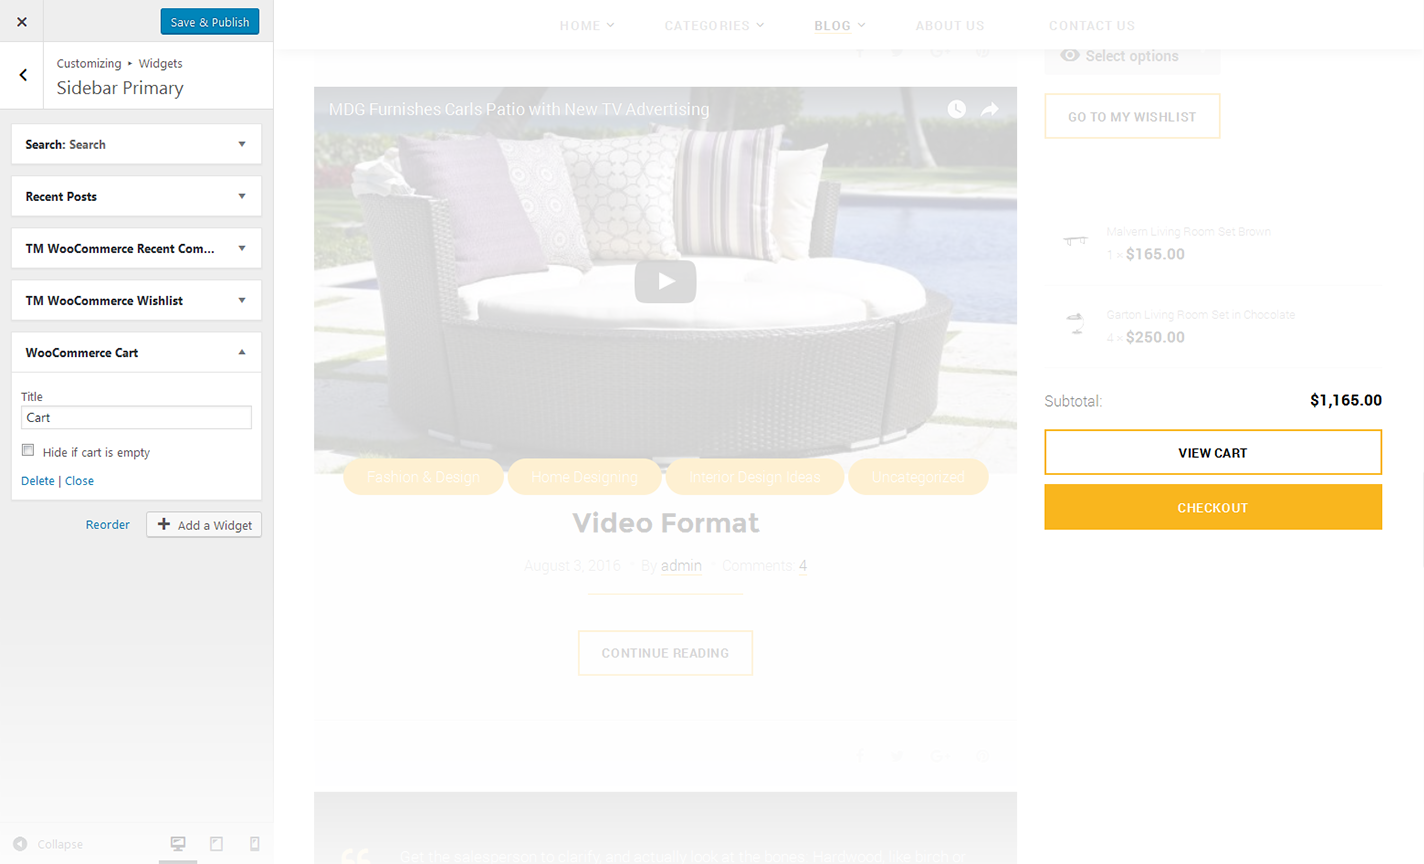 Save & Publish
Customizing ▸ Widgets
Sidebar Primary
Search: Search
Recent Posts
TM WooCommerce Recent Com...
TM WooCommerce Wishlist
WooCommerce Cart
Title
Cart
Hide if cart is empty
Delete | Close
Reorder
Add a Widget
Collapse
HOME
CATEGORIES
BLOG
ABOUT US
CONTACT US
MDG Furnishes Carls Patio with New TV Advertising
Fashion & Design
Home Designing
Interior Design Ideas
Uncategorized
Video Format
August 3, 2016 By admin Comments: 4
CONTINUE READING
Get the salesperson to clarify, and actually look at the bones. Hardwood, like birch or
Select options
GO TO MY WISHLIST
Malvern Living Room Set Brown
1 × $165.00
Garton Living Room Set in Chocolate
4 × $250.00
Subtotal: $1,165.00
VIEW CART
CHECKOUT